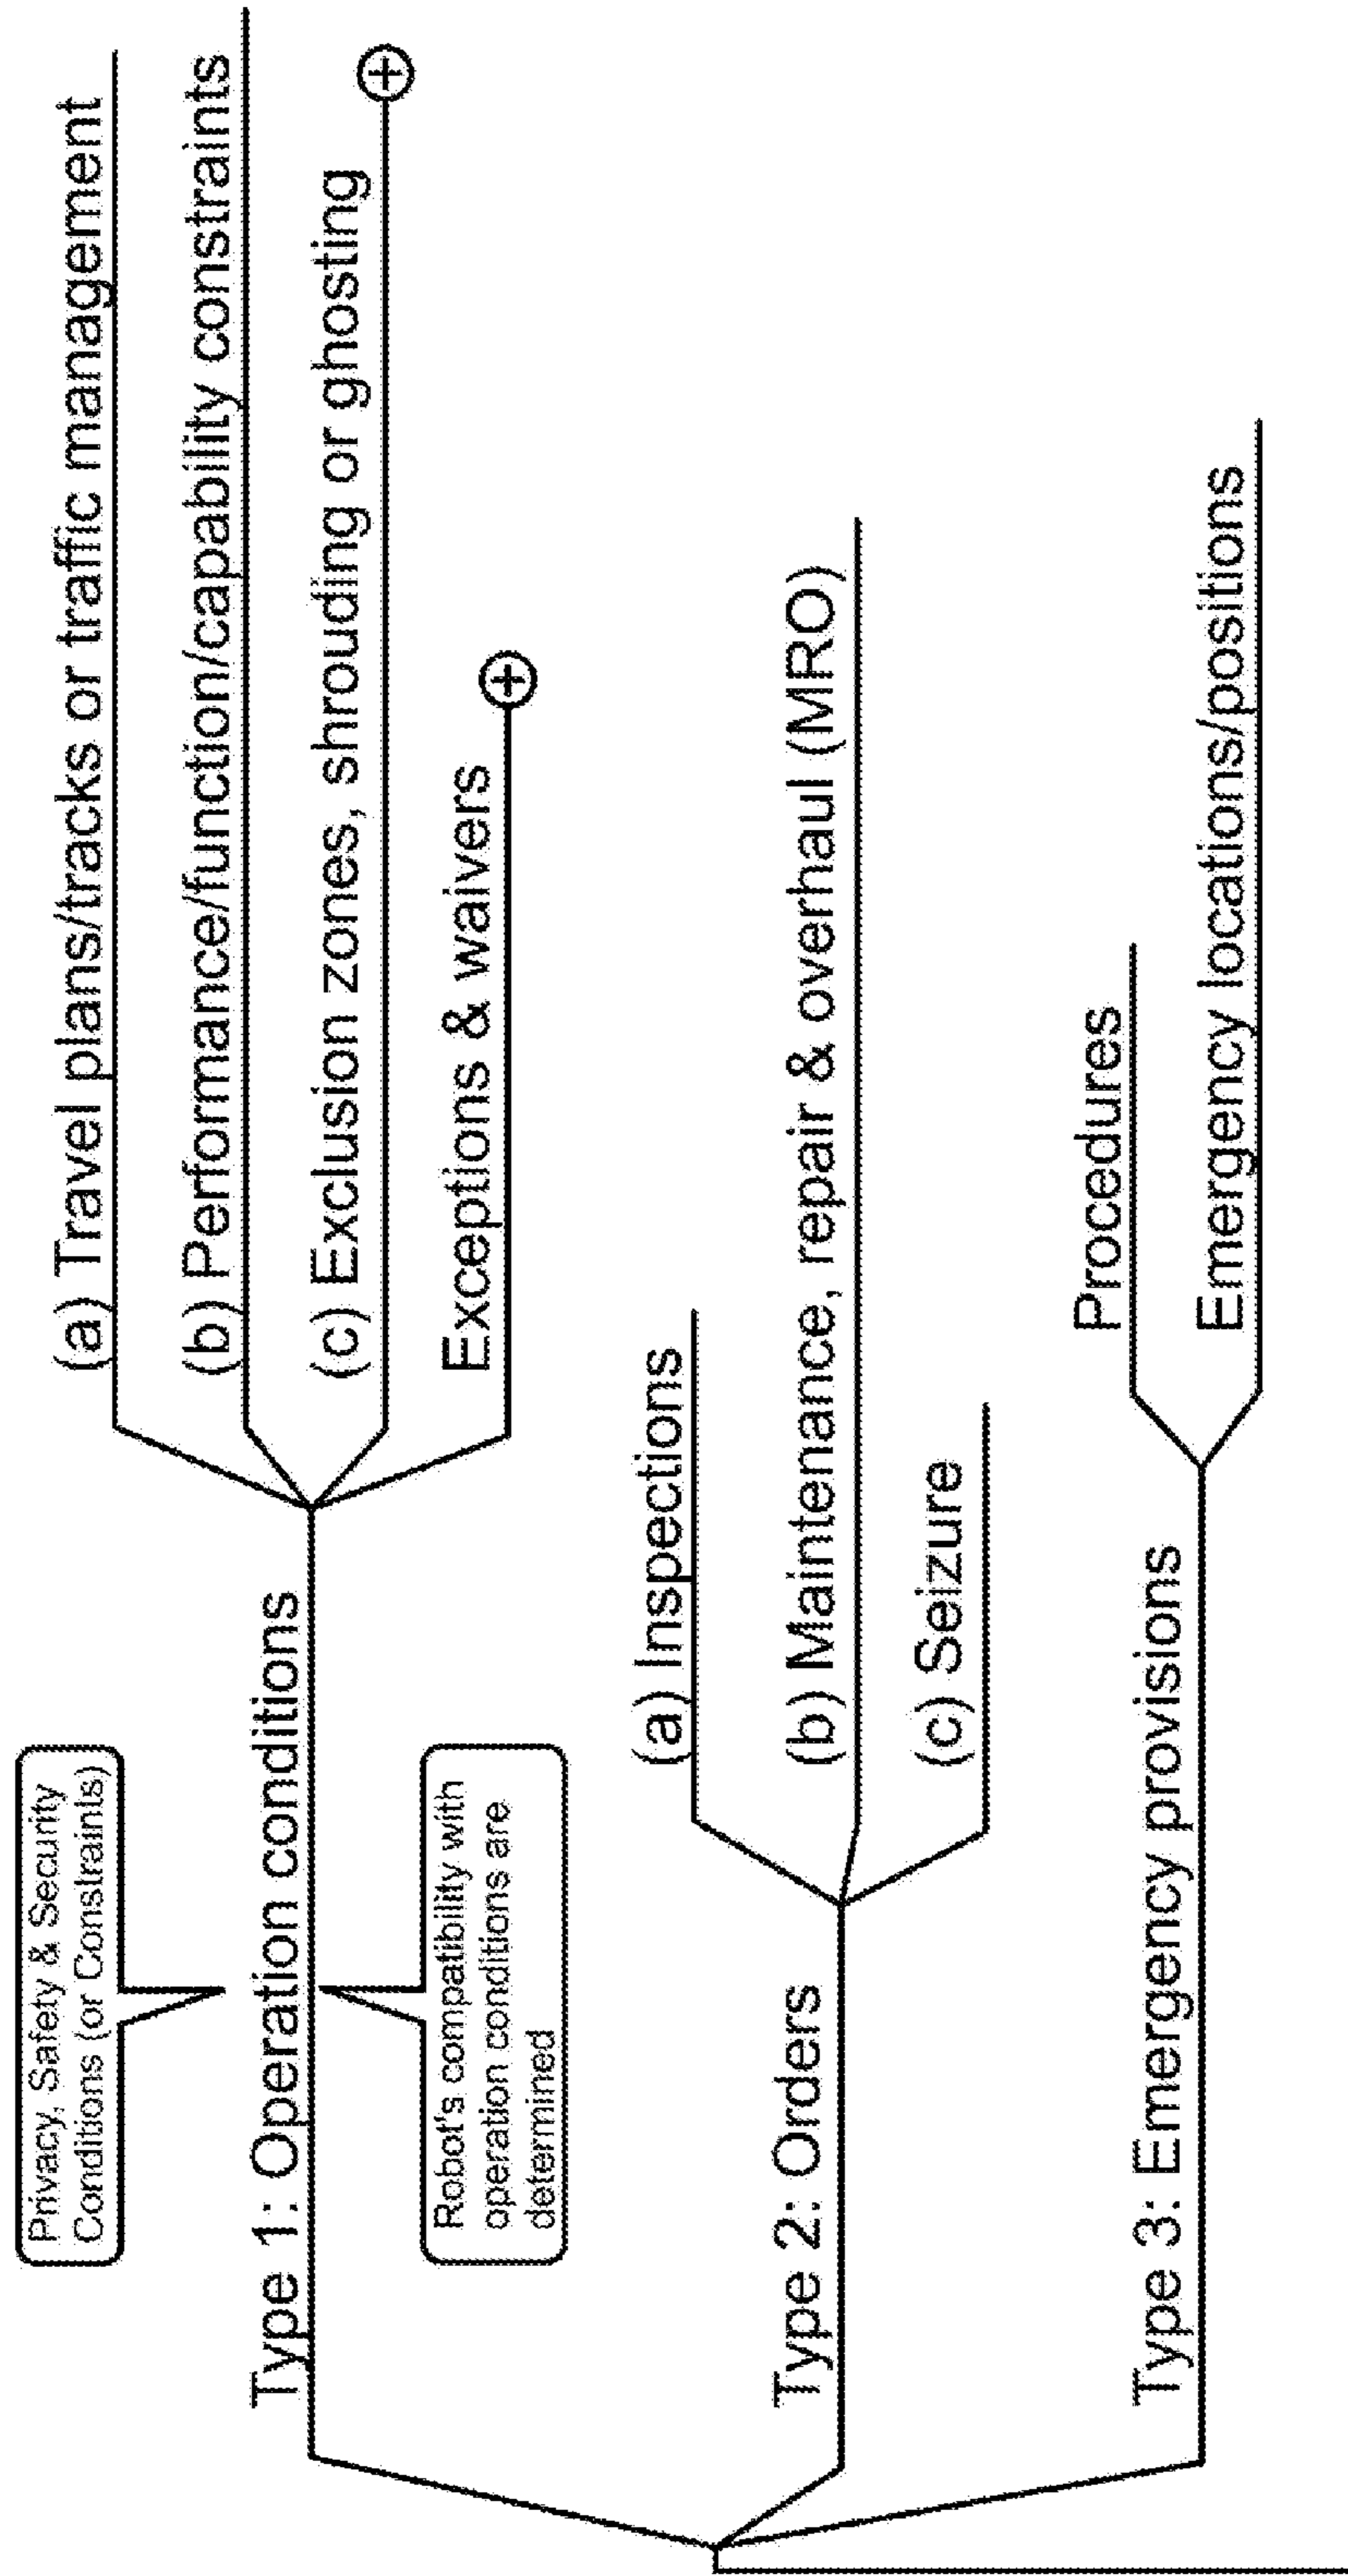 Privacy, Safety & Security
Conditions (or Constraints)
Type 1: Operation conditions
Robot's compatibility with
operation conditions are
determined
(a) Travel plans/tracks or traffic management
(b) Performance/function/capability constraints
(c) Exclusion zones, shrouding or ghosting
Exceptions & waivers
Type 2: Orders
(a) Inspections
(b) Maintenance, repair & overhaul (MRO)
(c) Seizure
Type 3: Emergency provisions
Procedures
Emergency locations/positions